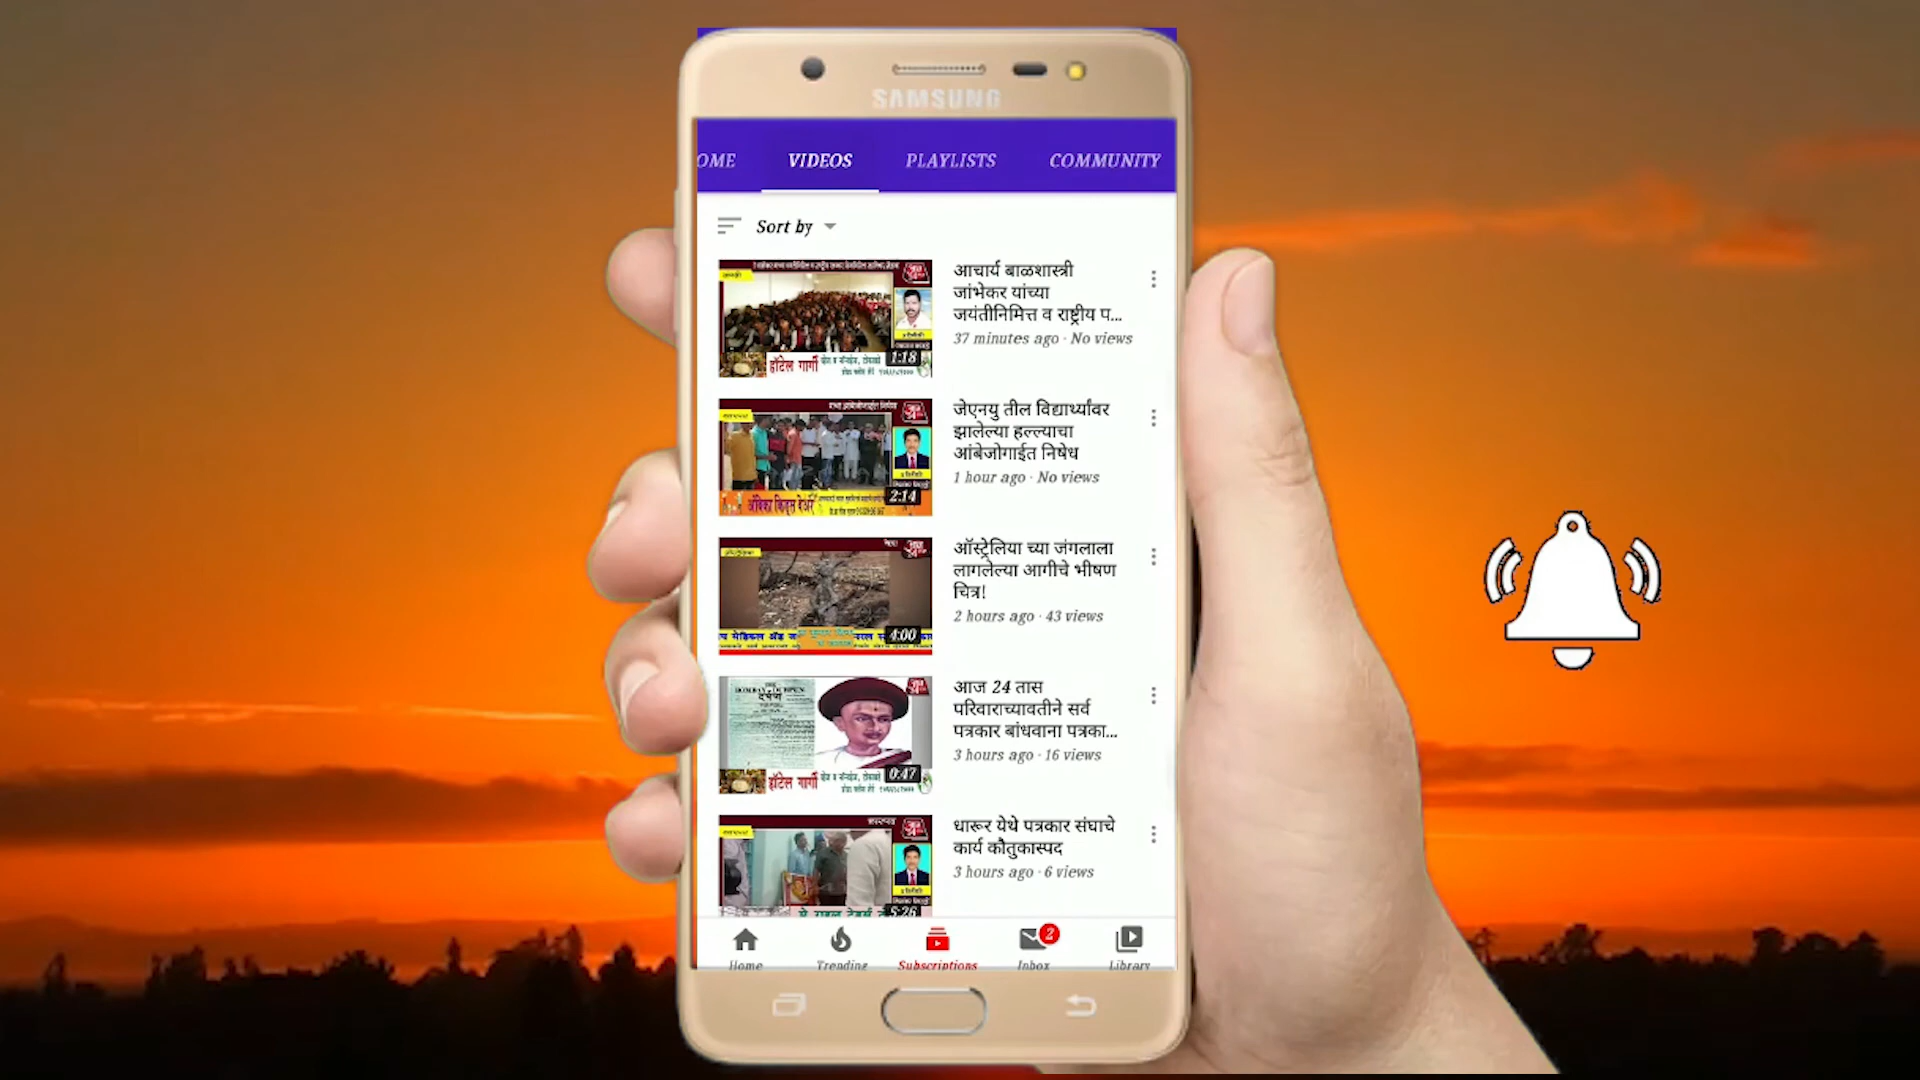 SAMSUNG
OME VIDEOS PLAYLISTS COMMUNITY
Sort by
आचार्य बाळशास्त्री
जांभेकर यांच्या
जयंतीनिमित्त व राष्ट्रीय प...
37 minutes ago · No views
हॉटेल गार्गी
1:18
जेएनयु तील विद्यार्थ्यांवर
झालेल्या हल्ल्याचा
आंबेजोगाईत निषेध
1 hour ago · No views
अंबिका किड्स वेअर
2:14
ऑस्ट्रेलिया च्या जंगलाला
लागलेल्या आगीचे भीषण
चित्र!
2 hours ago · 43 views
4:00
आज 24 तास
परिवाराच्यावतीने सर्व
पत्रकार बांधवाना पत्रका...
3 hours ago · 16 views
हॉटेल गार्गी
0:47
धारूर येथे पत्रकार संघाचे
कार्य कौतुकास्पद
3 hours ago · 6 views
5:26
2
Home Trending Subscriptions Inbox Library